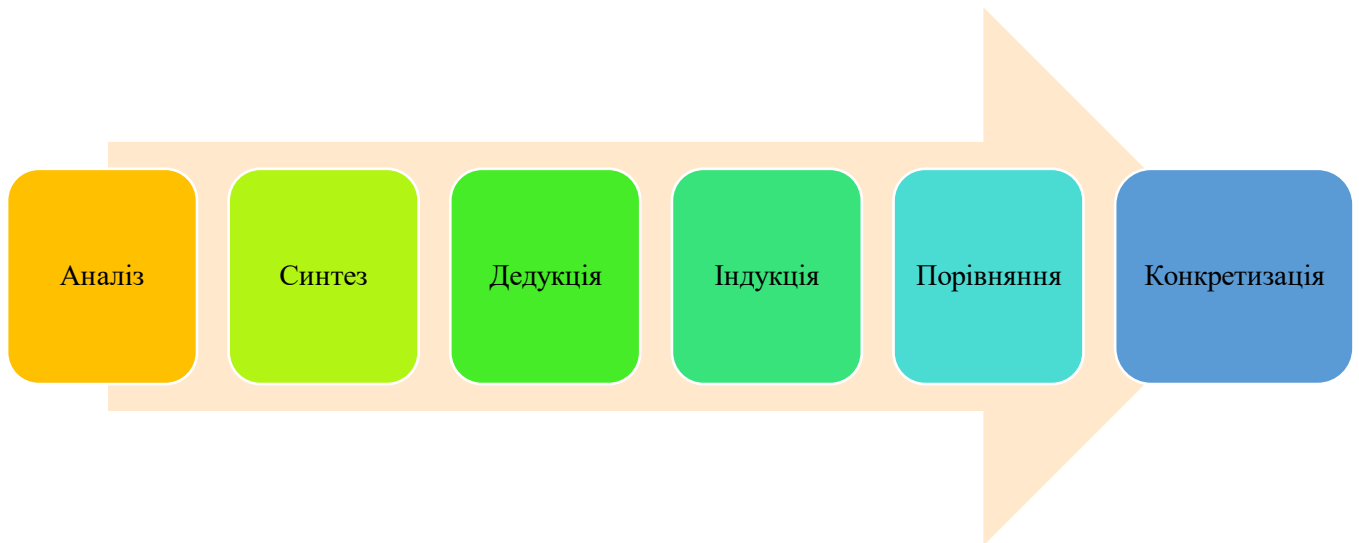 Аналіз
Синтез
Дедукція
Індукція
Порівняння
Конкретизація